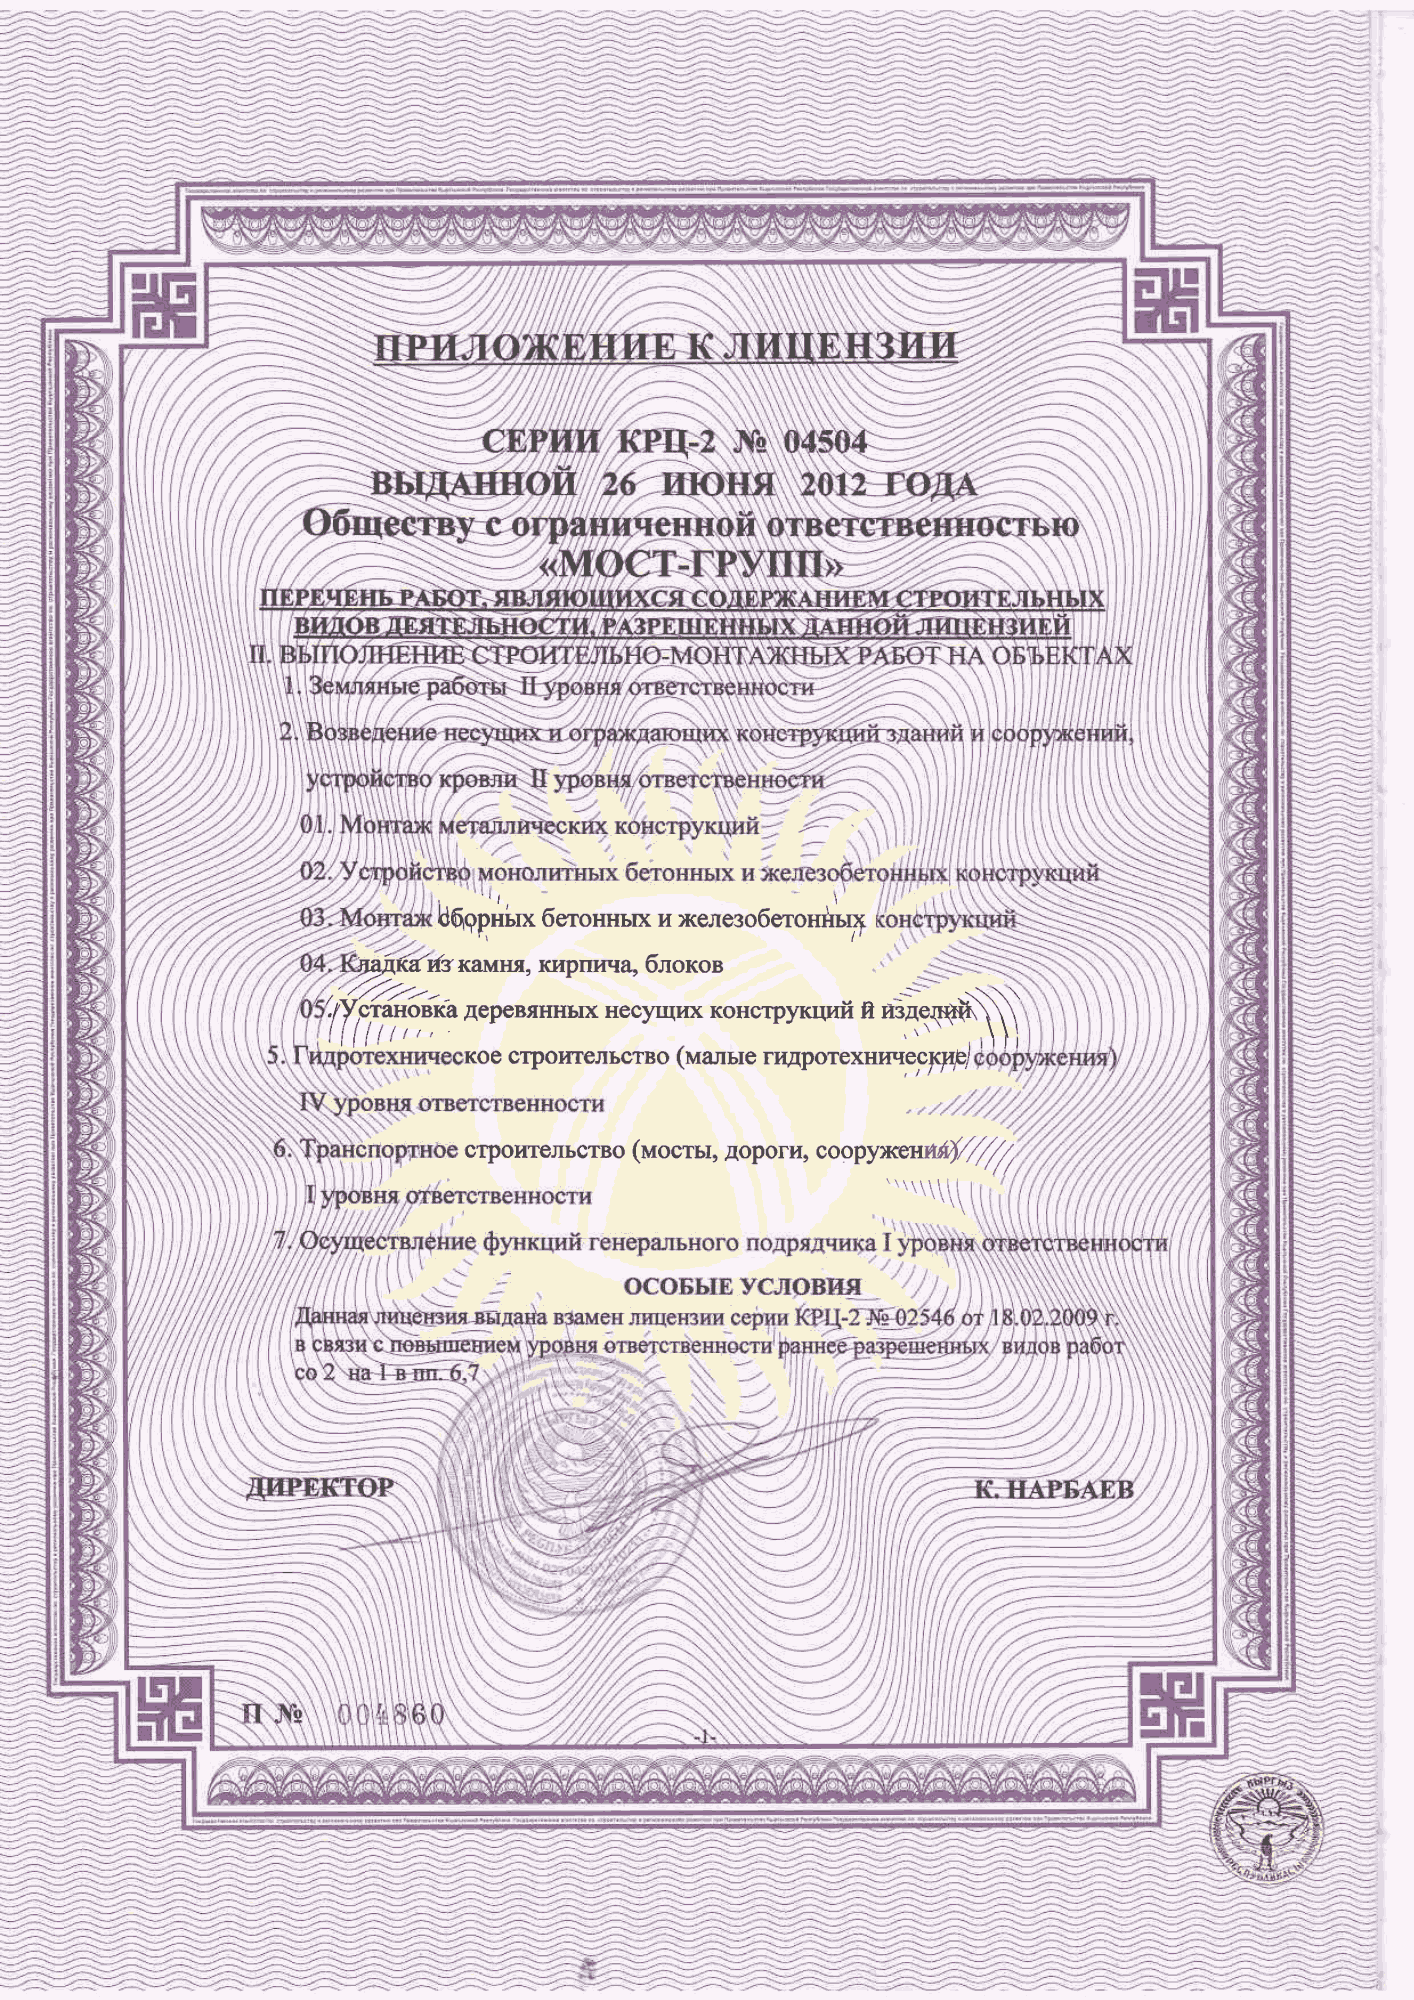 ПРИЛОЖЕНИЕ К ЛИЦЕНЗИИ
СЕРИИ КРЦ-2 № 04504
ВЫДАННОЙ 26 ИЮНЯ 2012 ГОДА
Обществу с ограниченной ответственностью
«МОСТ-ГРУПП»
ПЕРЕЧЕНЬ РАБОТ, ЯВЛЯЮЩИХСЯ СОДЕРЖАНИЕМ СТРОИТЕЛЬНЫХ
ВИДОВ ДЕЯТЕЛЬНОСТИ, РАЗРЕШЕННЫХ ДАННОЙ ЛИЦЕНЗИЕЙ
II. ВЫПОЛНЕНИЕ СТРОИТЕЛЬНО-МОНТАЖНЫХ РАБОТ НА ОБЪЕКТАХ
1. Земляные работы II уровня ответственности
2. Возведение несущих и ограждающих конструкций зданий и сооружений,
устройство кровли II уровня ответственности
01. Монтаж металлических конструкций
02. Устройство монолитных бетонных и железобетонных конструкций
03. Монтаж сборных бетонных и железобетонных конструкций
04. Кладка из камня, кирпича, блоков
05. Установка деревянных несущих конструкций и изделий
5. Гидротехническое строительство (малые гидротехнические сооружения)
IV уровня ответственности
6. Транспортное строительство (мосты, дороги, сооружения)
I уровня ответственности
7. Осуществление функций генерального подрядчика I уровня ответственности
ОСОБЫЕ УСЛОВИЯ
Данная лицензия выдана взамен лицензии серии КРЦ-2 № 02546 от 18.02.2009 г.
в связи с повышением уровня ответственности раннее разрешенных видов работ
со 2 на 1 в пп. 6,7
ДИРЕКТОР К. НАРБАЕВ
П № 004860
-1-
КЫРГЫЗ
РЕСПУБЛИКАСЫ